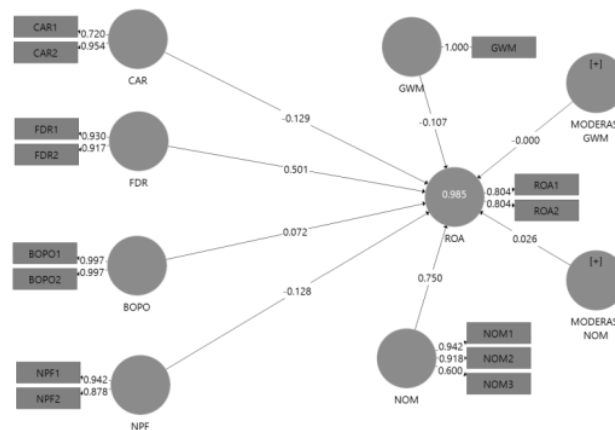 CAR1
0.720
CAR2
0.954
CAR
-0.129
FDR1
0.930
FDR2
0.917
FDR
0.501
BOPO1
0.997
BOPO2
0.997
BOPO
0.072
NPF1
0.942
NPF2
0.878
NPF
-0.128
GWM
1.000
GWM
-0.107
[+]
MODERAS
GWM
-0.000
0.985
ROA
0.804
ROA1
0.804
ROA2
0.026
[+]
MODERAS
NOM
0.750
NOM
0.942
NOM1
0.918
NOM2
0.600
NOM3